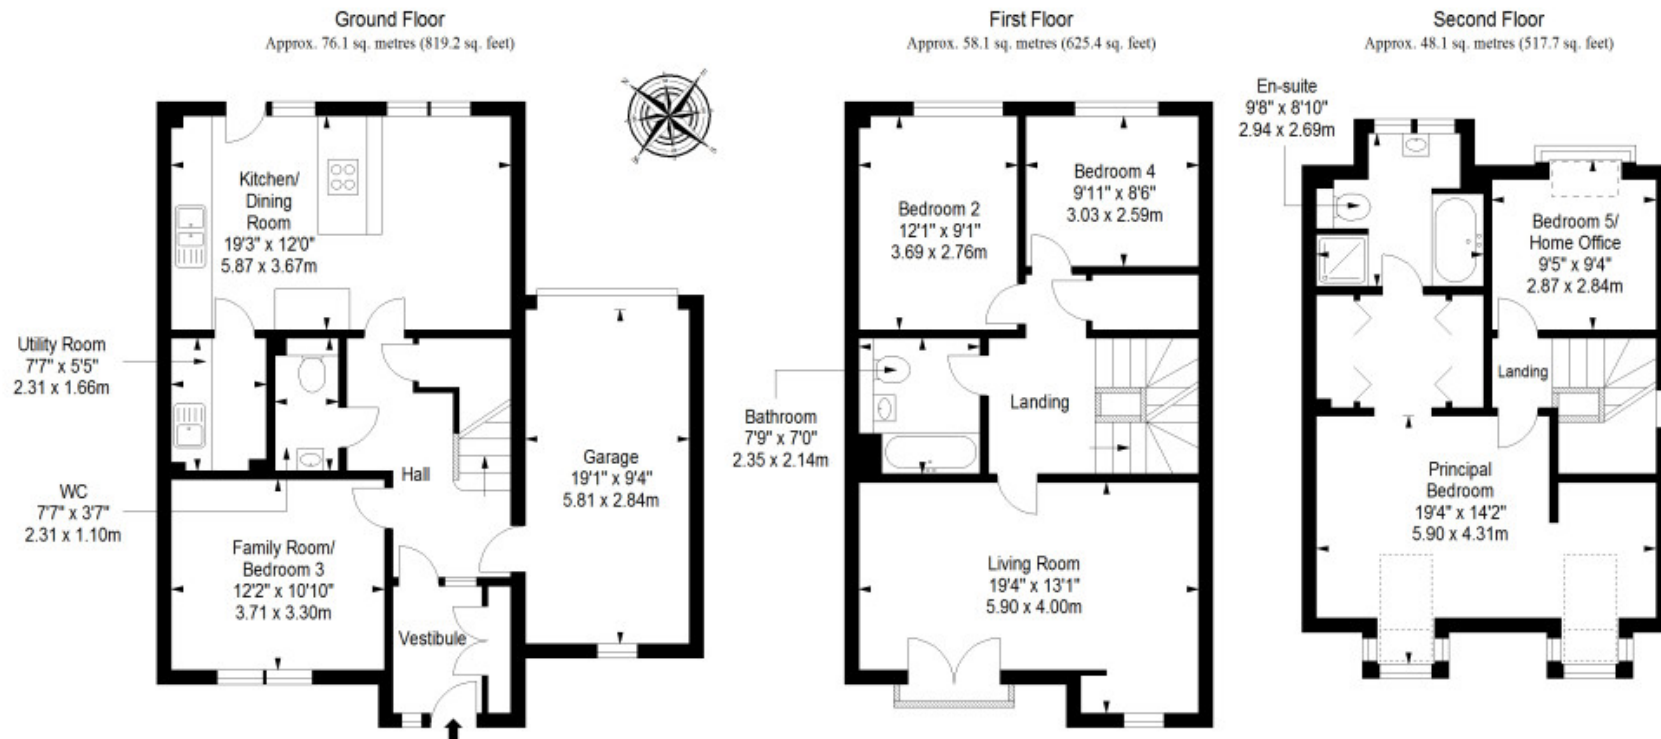 Ground Floor
Approx. 76.1 sq. metres (819.2 sq. feet)
Kitchen/
Dining
Room
19'3" x 12'0"
5.87 x 3.67m
Utility Room
7'7" x 5'5"
2.31 x 1.66m
WC
7'7" x 3'7"
2.31 x 1.10m
Hall
Garage
19'1" x 9'4"
5.81 x 2.84m
Family Room/
Bedroom 3
12'2" x 10'10"
3.71 x 3.30m
Vestibule
First Floor
Approx. 58.1 sq. metres (625.4 sq. feet)
Bedroom 2
12'1" x 9'1"
3.69 x 2.76m
Bedroom 4
9'11" x 8'6"
3.03 x 2.59m
Bathroom
7'9" x 7'0"
2.35 x 2.14m
Landing
Living Room
19'4" x 13'1"
5.90 x 4.00m
Second Floor
Approx. 48.1 sq. metres (517.7 sq. feet)
En-suite
9'8" x 8'10"
2.94 x 2.69m
Bedroom 5/
Home Office
9'5" x 9'4"
2.87 x 2.84m
Landing
Principal
Bedroom
19'4" x 14'2"
5.90 x 4.31m